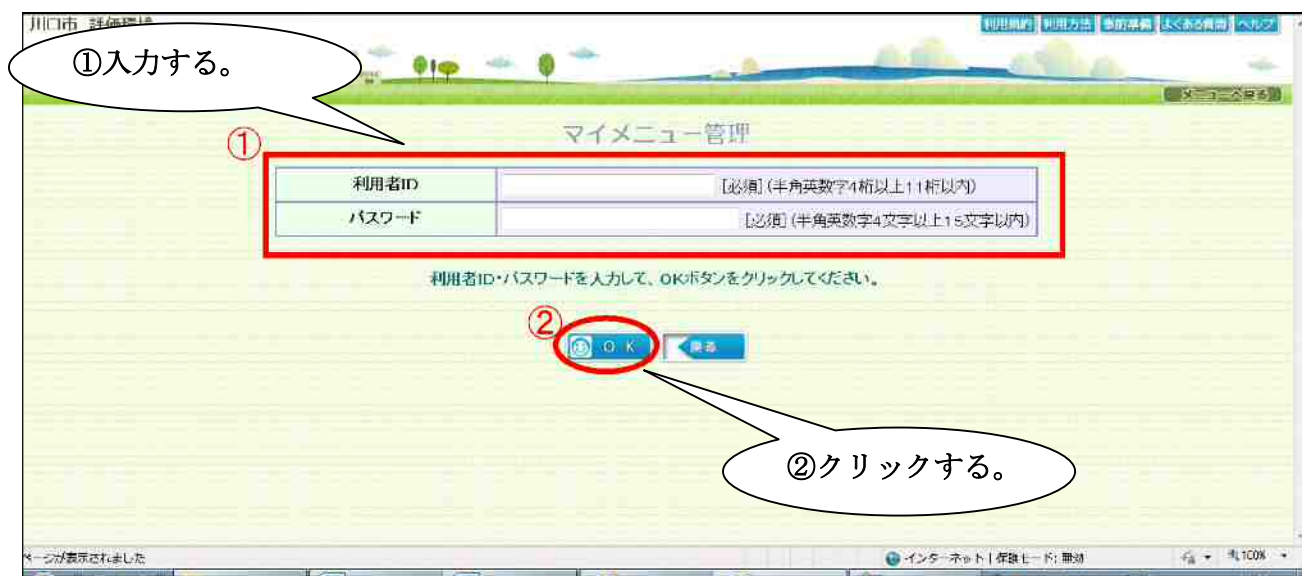 川口市 評価環境
利用規約 利用方法 事前準備 よくある質問 ヘルプ
①入力する。
メニューへ戻る
①
マイメニュー管理
利用者ID [必須](半角英数字4桁以上11桁以内)
パスワード [必須](半角英数字4文字以上15文字以内)
利用者ID・パスワードを入力して、OKボタンをクリックしてください。
②
OK 戻る
②クリックする。
ページが表示されました インターネット | 保護モード: 無効 100%